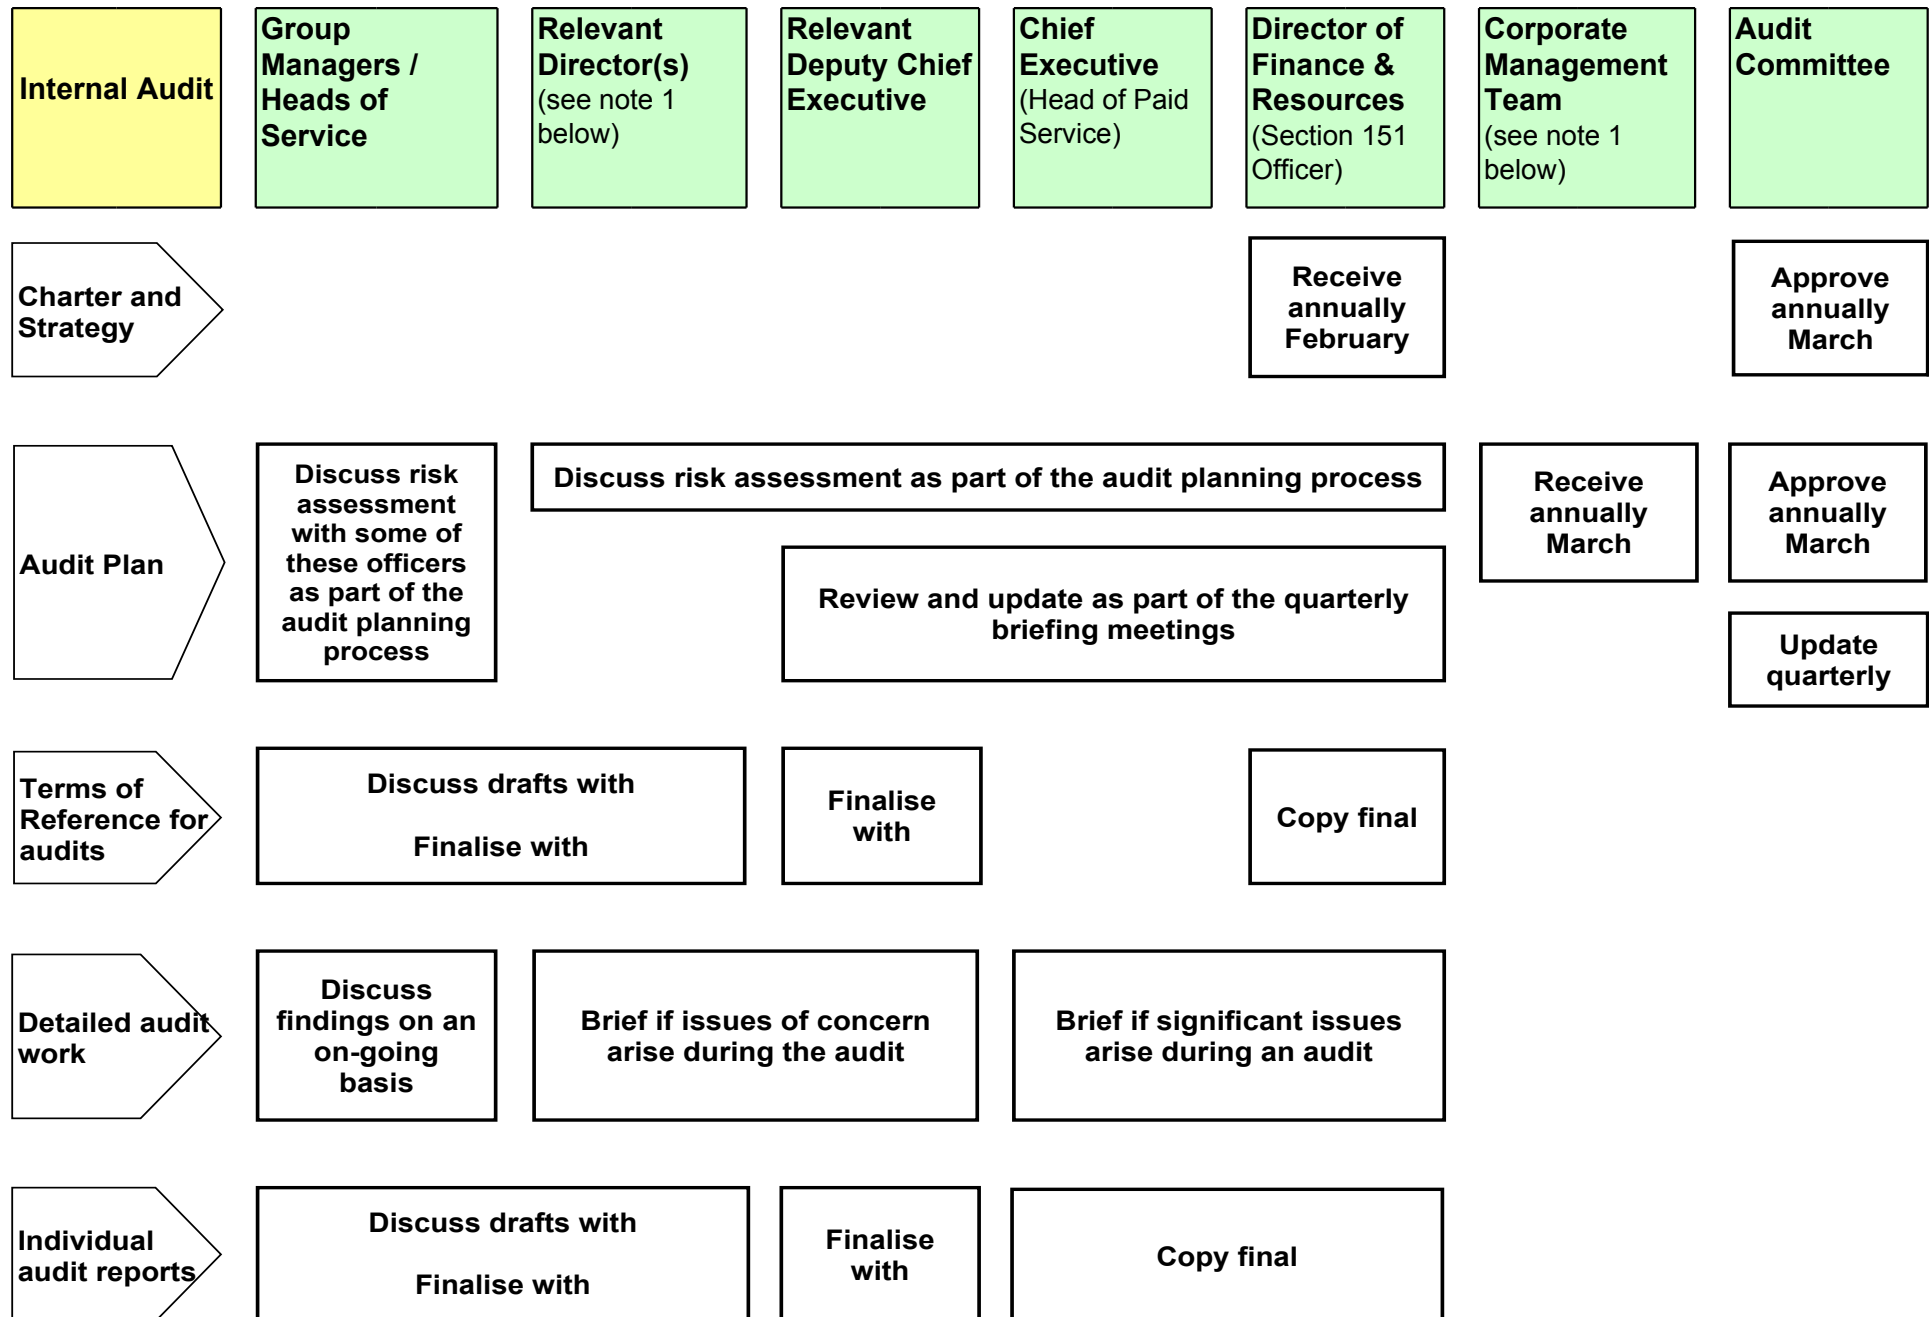 Internal Audit
Group
Managers /
Heads of
Service
Relevant
Director(s)
(see note 1
below)
Relevant
Deputy Chief
Executive
Chief
Executive
(Head of Paid
Service)
Director of
Finance &
Resources
(Section 151
Officer)
Corporate
Management
Team
(see note 1
below)
Audit
Committee
Charter and
Strategy
Receive
annually
February
Approve
annually
March
Audit Plan
Discuss risk
assessment
with some of
these officers
as part of the
audit planning
process
Discuss risk assessment as part of the audit planning process
Review and update as part of the quarterly
briefing meetings
Receive
annually
March
Approve
annually
March
Update
quarterly
Terms of
Reference for
audits
Discuss drafts with
Finalise with
Finalise
with
Copy final
Detailed audit
work
Discuss
findings on an
on-going
basis
Brief if issues of concern
arise during the audit
Brief if significant issues
arise during an audit
Individual
audit reports
Discuss drafts with
Finalise with
Finalise
with
Copy final